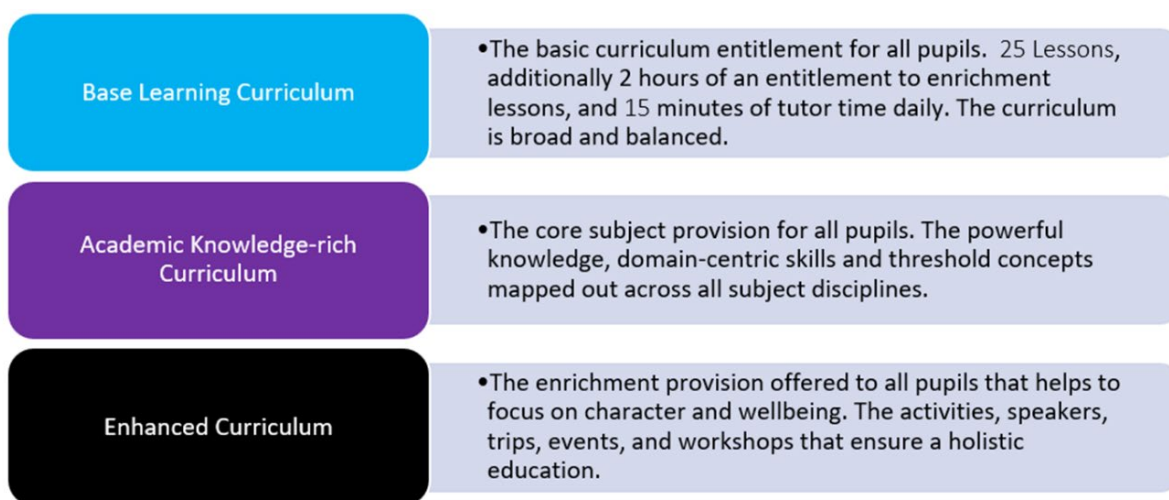 Base Learning Curriculum
•The basic curriculum entitlement for all pupils. 25 Lessons,
additionally 2 hours of an entitlement to enrichment
lessons, and 15 minutes of tutor time daily. The curriculum
is broad and balanced.
Academic Knowledge-rich
Curriculum
•The core subject provision for all pupils. The powerful
knowledge, domain-centric skills and threshold concepts
mapped out across all subject disciplines.
Enhanced Curriculum
•The enrichment provision offered to all pupils that helps to
focus on character and wellbeing. The activities, speakers,
trips, events, and workshops that ensure a holistic
education.